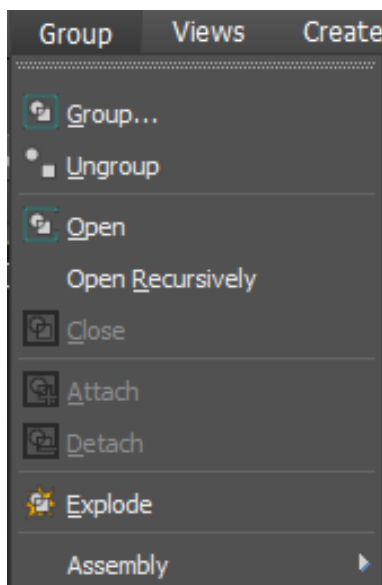 Group Views Create
Group...
Ungroup
Open
Open Recursively
Close
Attach
Detach
Explode
Assembly